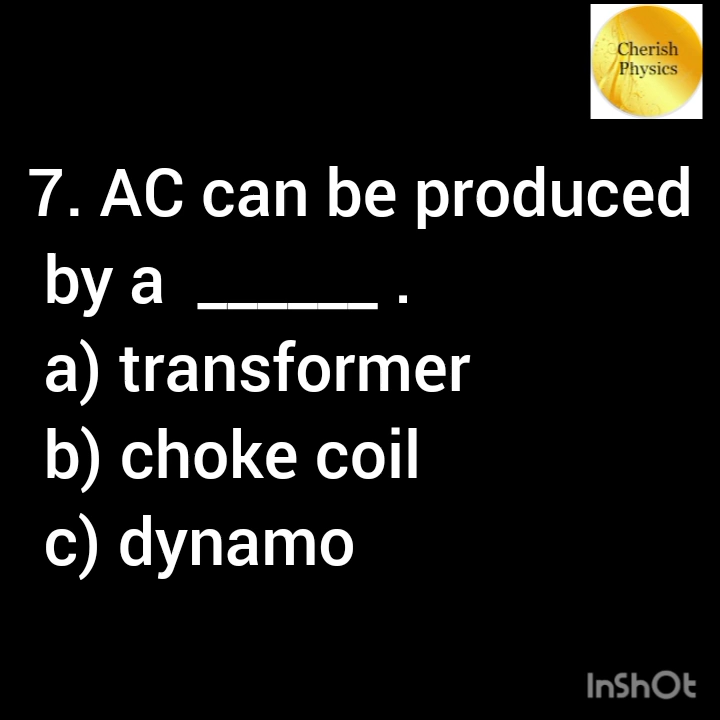 Cherish
Physics
7. AC can be produced
by a ______ .
a) transformer
b) choke coil
c) dynamo
InShOt